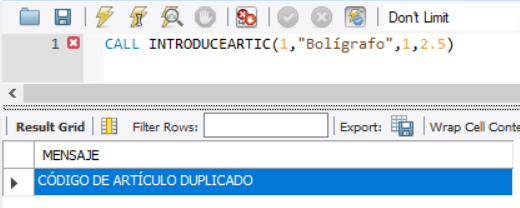 Don't Limit
1 CALL INTRODUCEARTIC(1,"Bolígrafo",1,2.5)
Result Grid Filter Rows: Export: Wrap Cell Conte
MENSAJE
CÓDIGO DE ARTÍCULO DUPLICADO